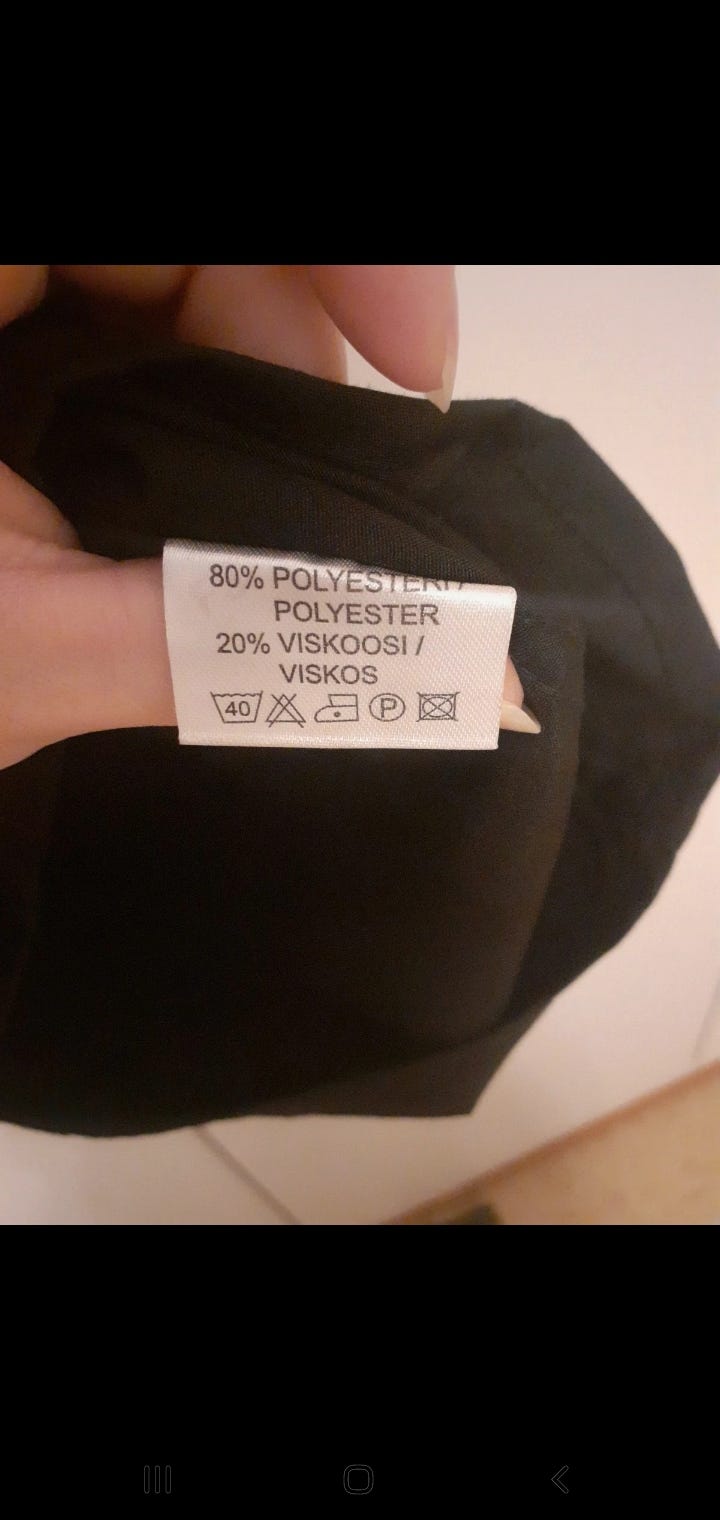 80% POLYESTERI /
POLYESTER
20% VISKOOSI /
VISKOS
40 P